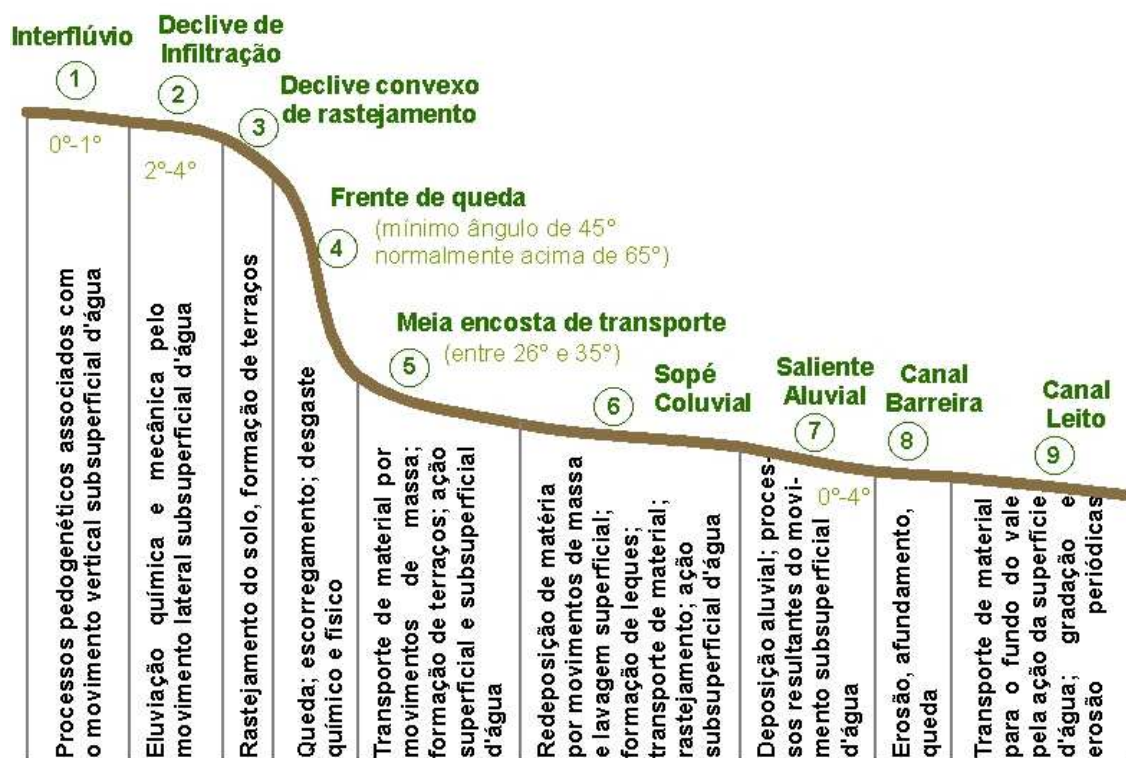 Interflúvio
1
0º-1º
Processos pedogenéticos associados com
o movimento vertical subsuperficial d'água
Declive de
Infiltração
2
2º-4º
Eluviação química e mecânica pelo
movimento lateral subsuperficial d'água
Declive convexo
de rastejamento
3
Rastejamento do solo, formação de terraços
Frente de queda
(mínimo ângulo de 45º
normalmente acima de 65º)
4
Queda; escorregamento; desgaste
químico e físico
Meia encosta de transporte
(entre 26º e 35º)
5
Transporte de material por
movimentos de massa;
formação de terraços; ação
superficial e subsuperficial
d'água
Sopé
Coluvial
6
Redeposição de matéria
por movimentos de massa
e lavagem superficial;
formação de leques;
transporte de material;
rastejamento; ação
subsuperficial d'água
Saliente
Aluvial
7
0º-4º
Deposição aluvial; proces-
sos resultantes do movi-
mento subsuperficial
d'água
Canal
Barreira
8
Erosão, afundamento,
queda
Canal
Leito
9
Transporte de material
para o fundo do vale
pela ação da superfície
d'água; gradação e
erosão periódicas